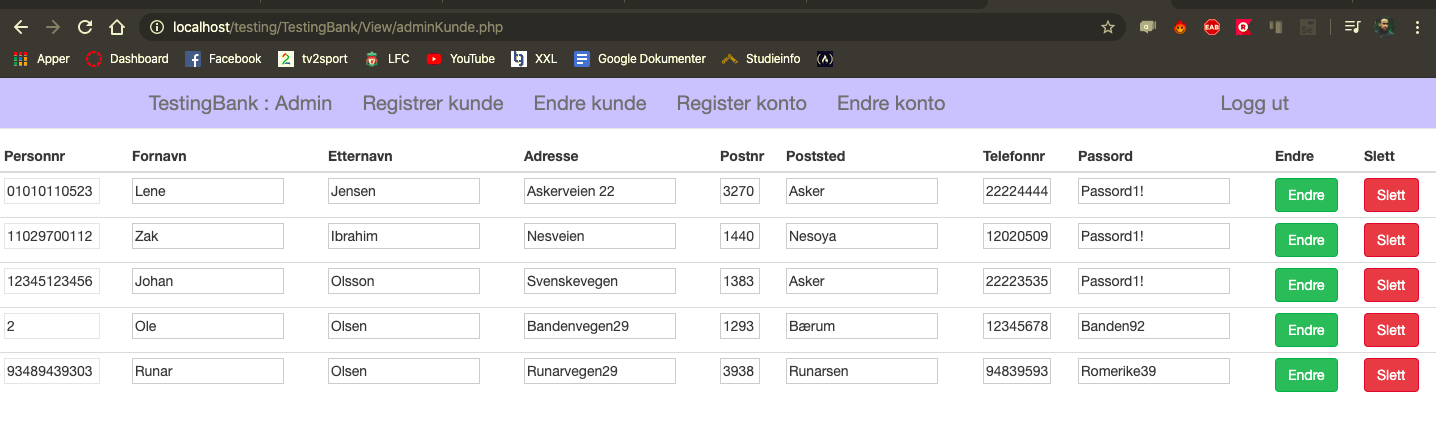 localhost/testing/TestingBank/View/adminKunde.php
EAB
Apper Dashboard Facebook 2 tv2sport LFC YouTube XXL Google Dokumenter Studieinfo
TestingBank : Admin Registrer kunde Endre kunde Register konto Endre konto Logg ut
Personnr Fornavn Etternavn Adresse Postnr Poststed Telefonnr Passord Endre Slett
01010110523 Lene Jensen Askerveien 22 3270 Asker 22224444 Passord1! Endre Slett
11029700112 Zak Ibrahim Nesveien 1440 Nesoya 12020509 Passord1! Endre Slett
12345123456 Johan Olsson Svenskevegen 1383 Asker 22223535 Passord1! Endre Slett
2 Ole Olsen Bandenvegen29 1293 Bærum 12345678 Banden92 Endre Slett
93489439303 Runar Olsen Runarvegen29 3938 Runarsen 94839593 Romerike39 Endre Slett